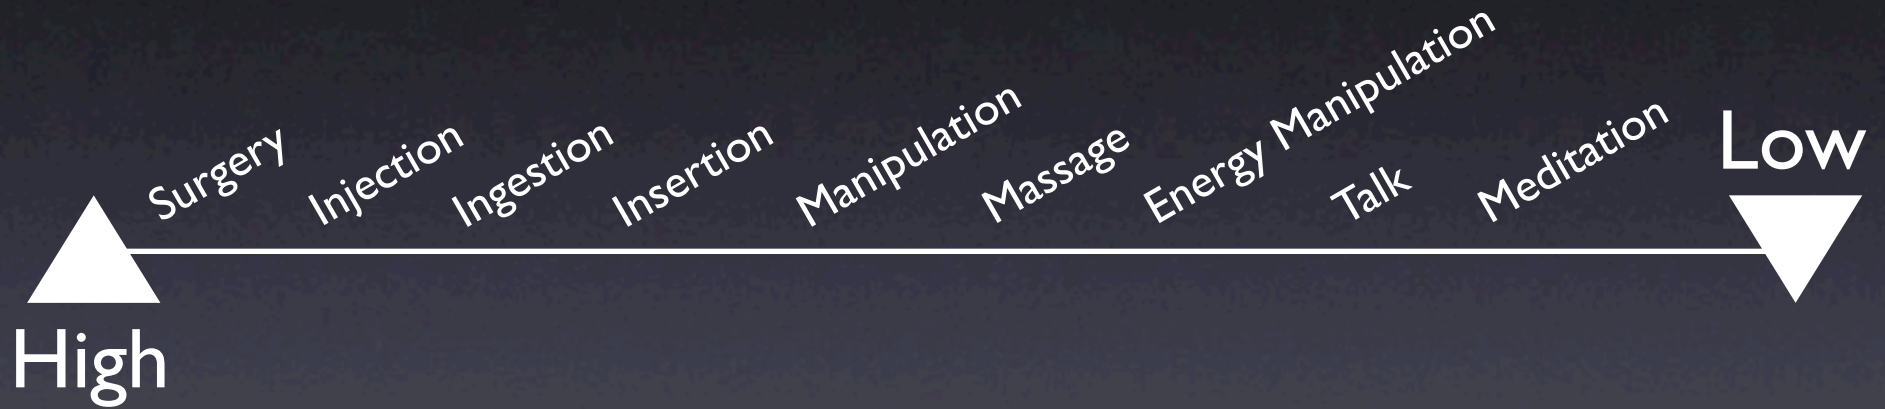 Surgery
Injection
Ingestion
Insertion
Manipulation
Massage
Energy Manipulation
Talk
Meditation
Low
High